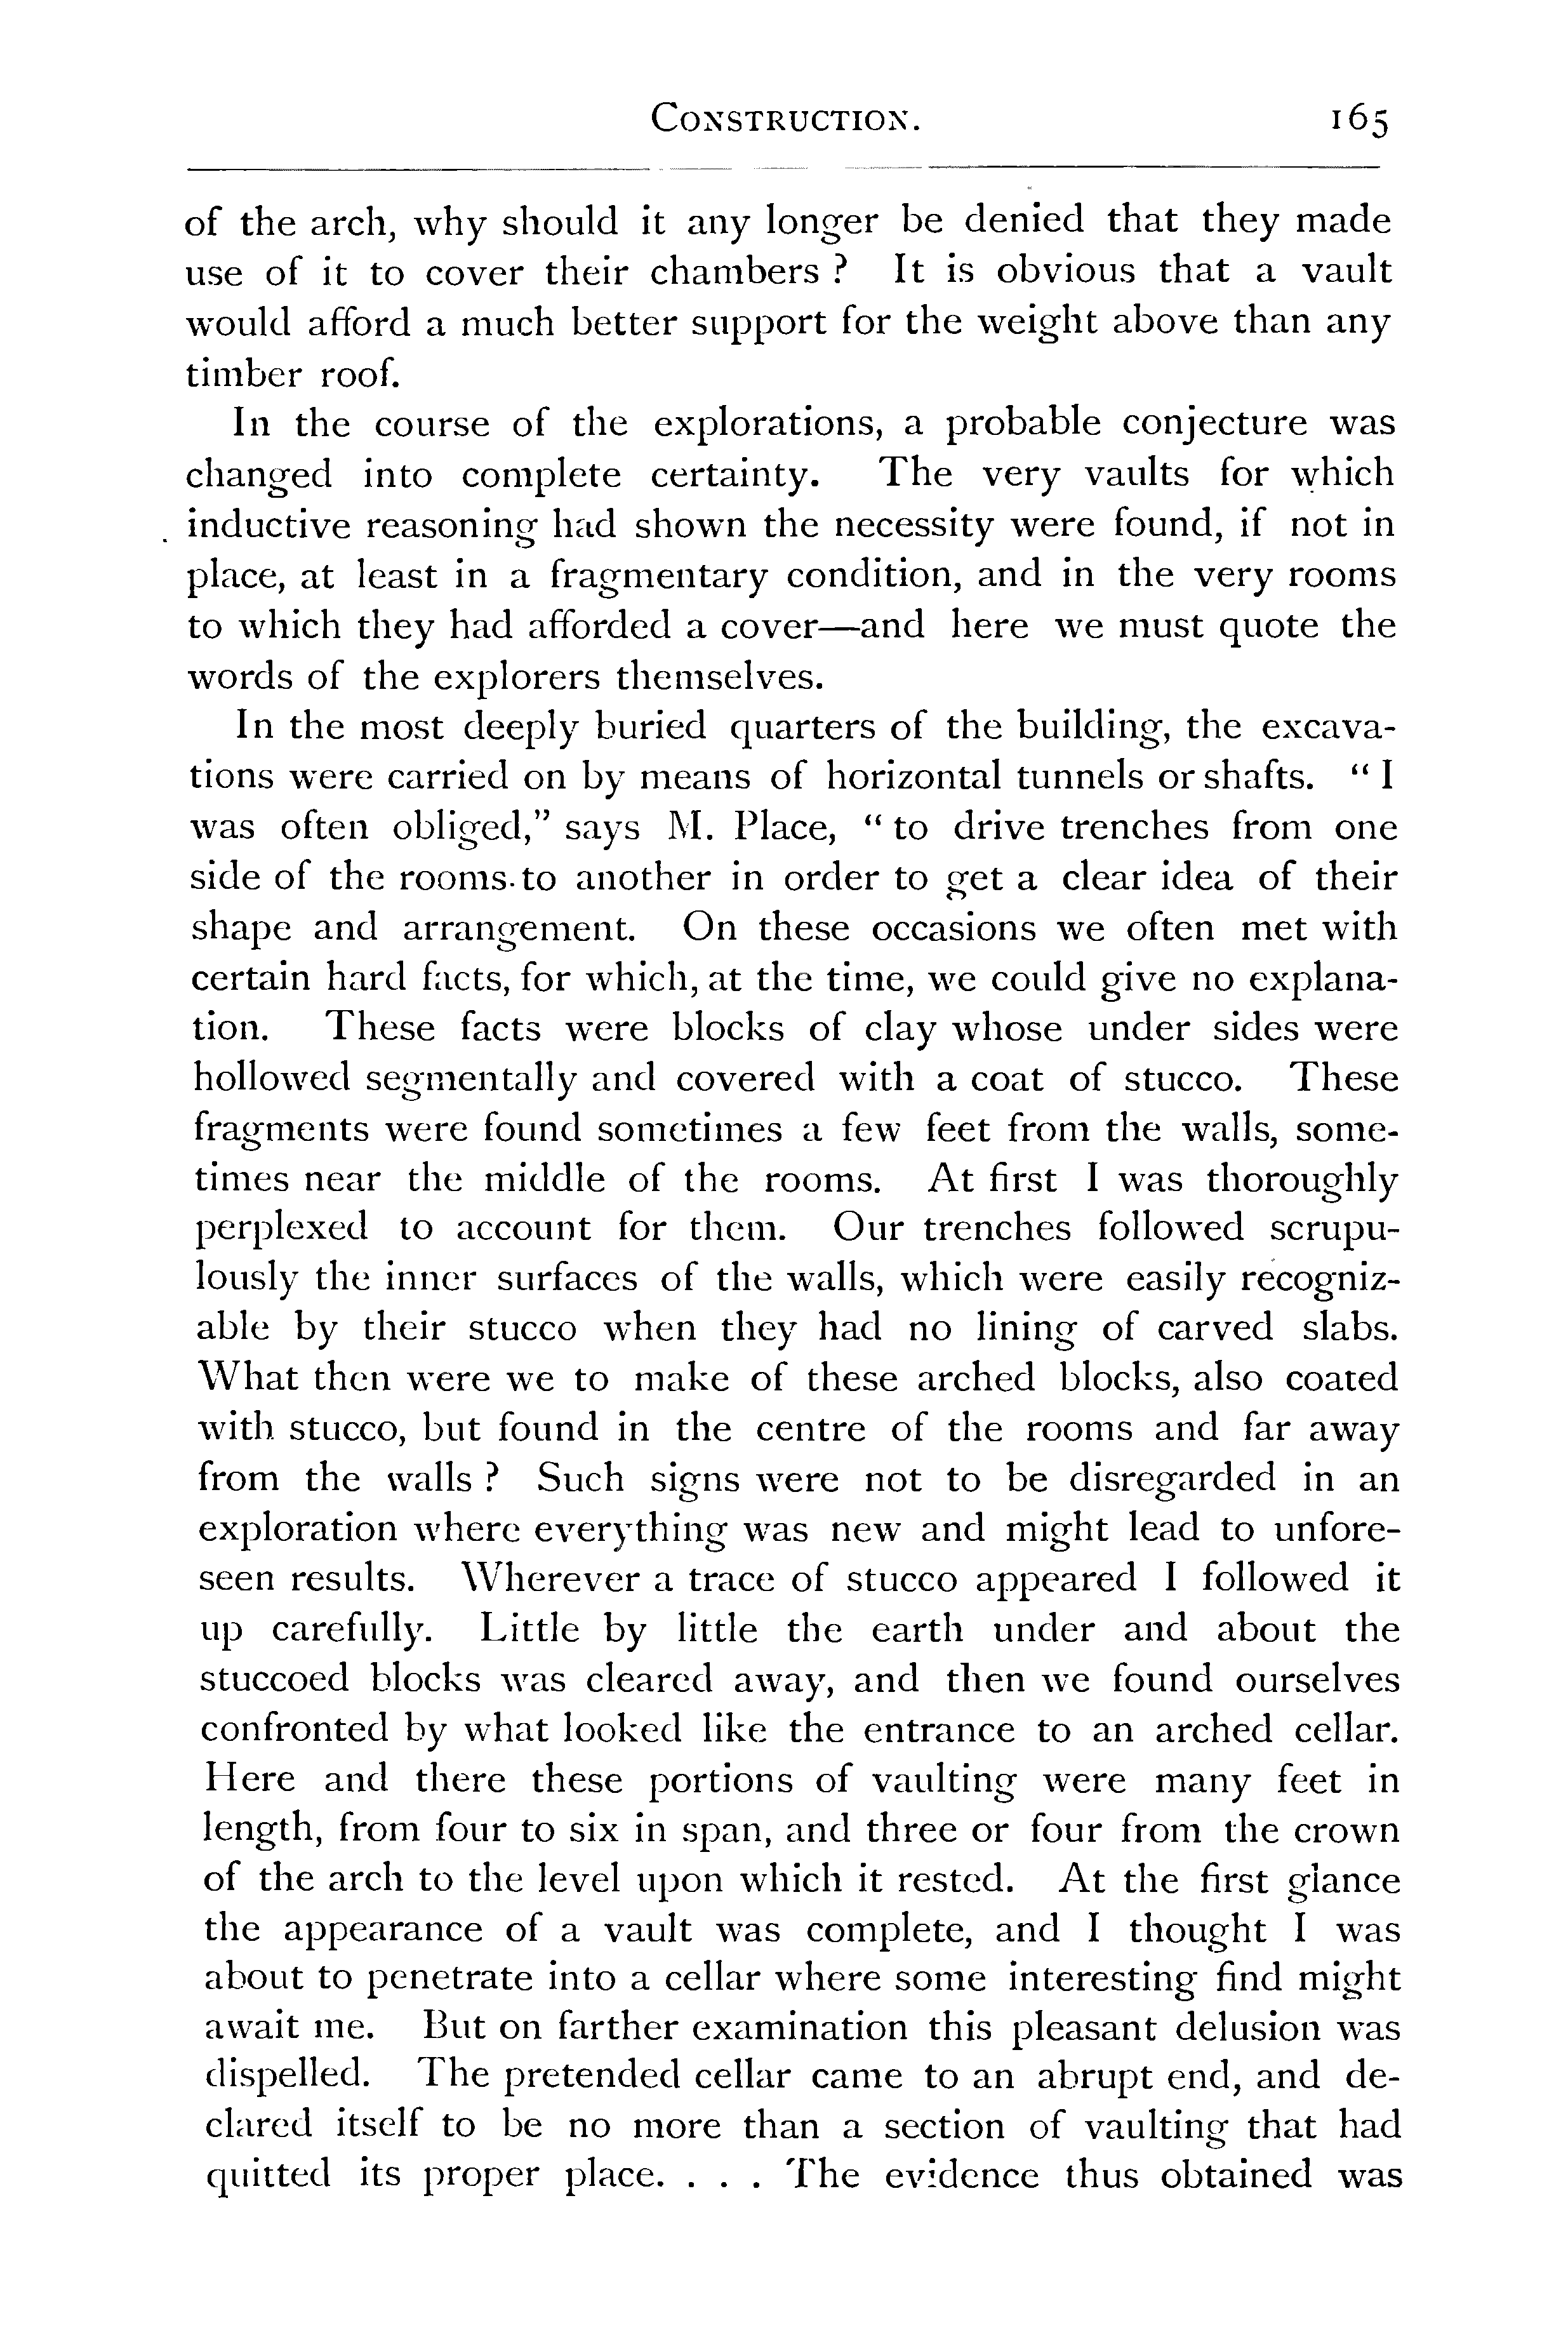 CONSTRUCTION. 165
of the arch, why should it any longer be denied that they made
use of it to cover their chambers ? It is obvious that a vault
would afford a much better support for the weight above than any
timber roof.
In the course of the explorations, a probable conjecture was
changed into complete certainty. The very vaults for which
inductive reasoning had shown the necessity were found, if not in
place, at least in a fragmentary condition, and in the very rooms
to which they had afforded a cover—and here we must quote the
words of the explorers themselves.
In the most deeply buried quarters of the building, the excava-
tions were carried on by means of horizontal tunnels or shafts. “ I
was often obliged,” says M. Place, “ to drive trenches from one
side of the rooms to another in order to get a clear idea of their
shape and arrangement. On these occasions we often met with
certain hard facts, for which, at the time, we could give no explana-
tion. These facts were blocks of clay whose under sides were
hollowed segmentally and covered with a coat of stucco. These
fragments were found sometimes a few feet from the walls, some-
times near the middle of the rooms. At first I was thoroughly
perplexed to account for them. Our trenches followed scrupu-
lously the inner surfaces of the walls, which were easily recogniz-
able by their stucco when they had no lining of carved slabs.
What then were we to make of these arched blocks, also coated
with stucco, but found in the centre of the rooms and far away
from the walls ? Such signs were not to be disregarded in an
exploration where everything was new and might lead to unfore-
seen results. Wherever a trace of stucco appeared I followed it
up carefully. Little by little the earth under and about the
stuccoed blocks was cleared away, and then we found ourselves
confronted by what looked like the entrance to an arched cellar.
Here and there these portions of vaulting were many feet in
length, from four to six in span, and three or four from the crown
of the arch to the level upon which it rested. At the first glance
the appearance of a vault was complete, and I thought I was
about to penetrate into a cellar where some interesting find might
await me. But on farther examination this pleasant delusion was
dispelled. The pretended cellar came to an abrupt end, and de-
clared itself to be no more than a section of vaulting that had
quitted its proper place. . . . The evidence thus obtained was